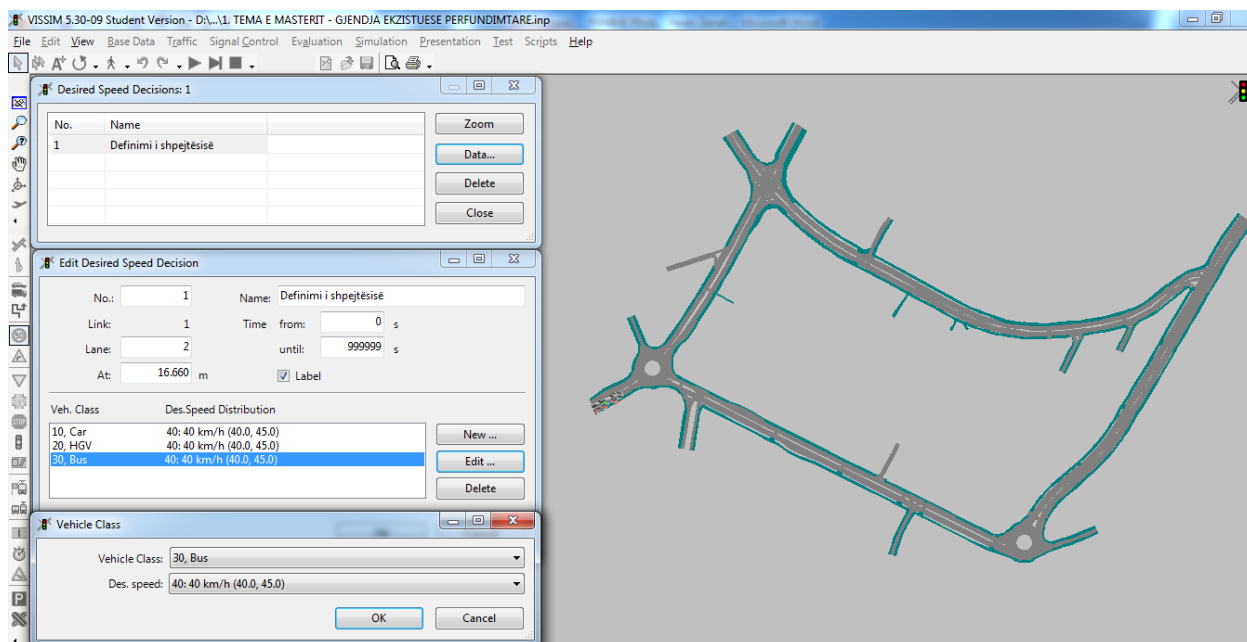 VISSIM 5.30-09 Student Version - D:\...\1. TEMA E MASTERIT - GJENDJA EKZISTUESE PERFUNDIMTARE.inp
File Edit View Base Data Traffic Signal Control Evaluation Simulation Presentation Test Scripts Help
Desired Speed Decisions: 1
No. Name
1 Definimi i shpejtësisë
Zoom
Data...
Delete
Close
Edit Desired Speed Decision
No.: 1 Name: Definimi i shpejtësisë
Link: 1 Time from: 0 s
Lane: 2 until: 999999 s
At: 16.660 m Label
Veh. Class Des.Speed Distribution
10, Car 40: 40 km/h (40.0, 45.0)
20, HGV 40: 40 km/h (40.0, 45.0)
30, Bus 40: 40 km/h (40.0, 45.0)
New ...
Edit ...
Delete
Vehicle Class
Vehicle Class: 30, Bus
Des. speed: 40: 40 km/h (40.0, 45.0)
OK Cancel
50
STOP
P